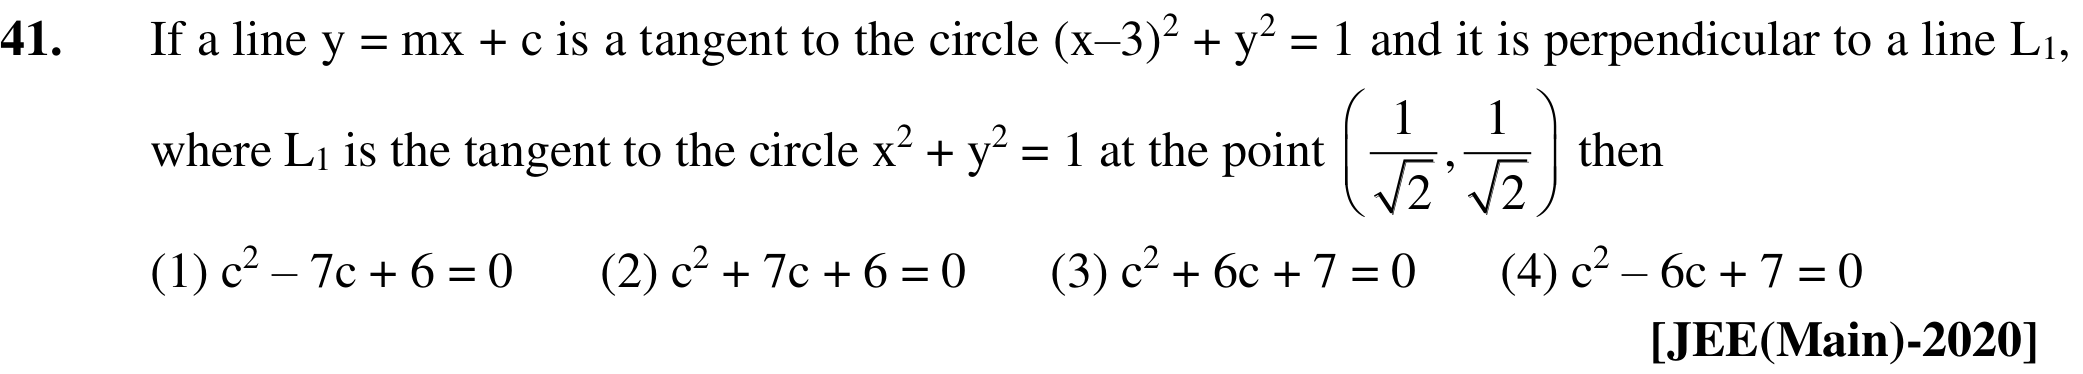 41. If a line y = mx + c is a tangent to the circle (x–3)² + y² = 1 and it is perpendicular to a line L₁,
where L₁ is the tangent to the circle x² + y² = 1 at the point (1/√2, 1/√2) then
(1) c² – 7c + 6 = 0 (2) c² + 7c + 6 = 0 (3) c² + 6c + 7 = 0 (4) c² – 6c + 7 = 0
[JEE(Main)-2020]